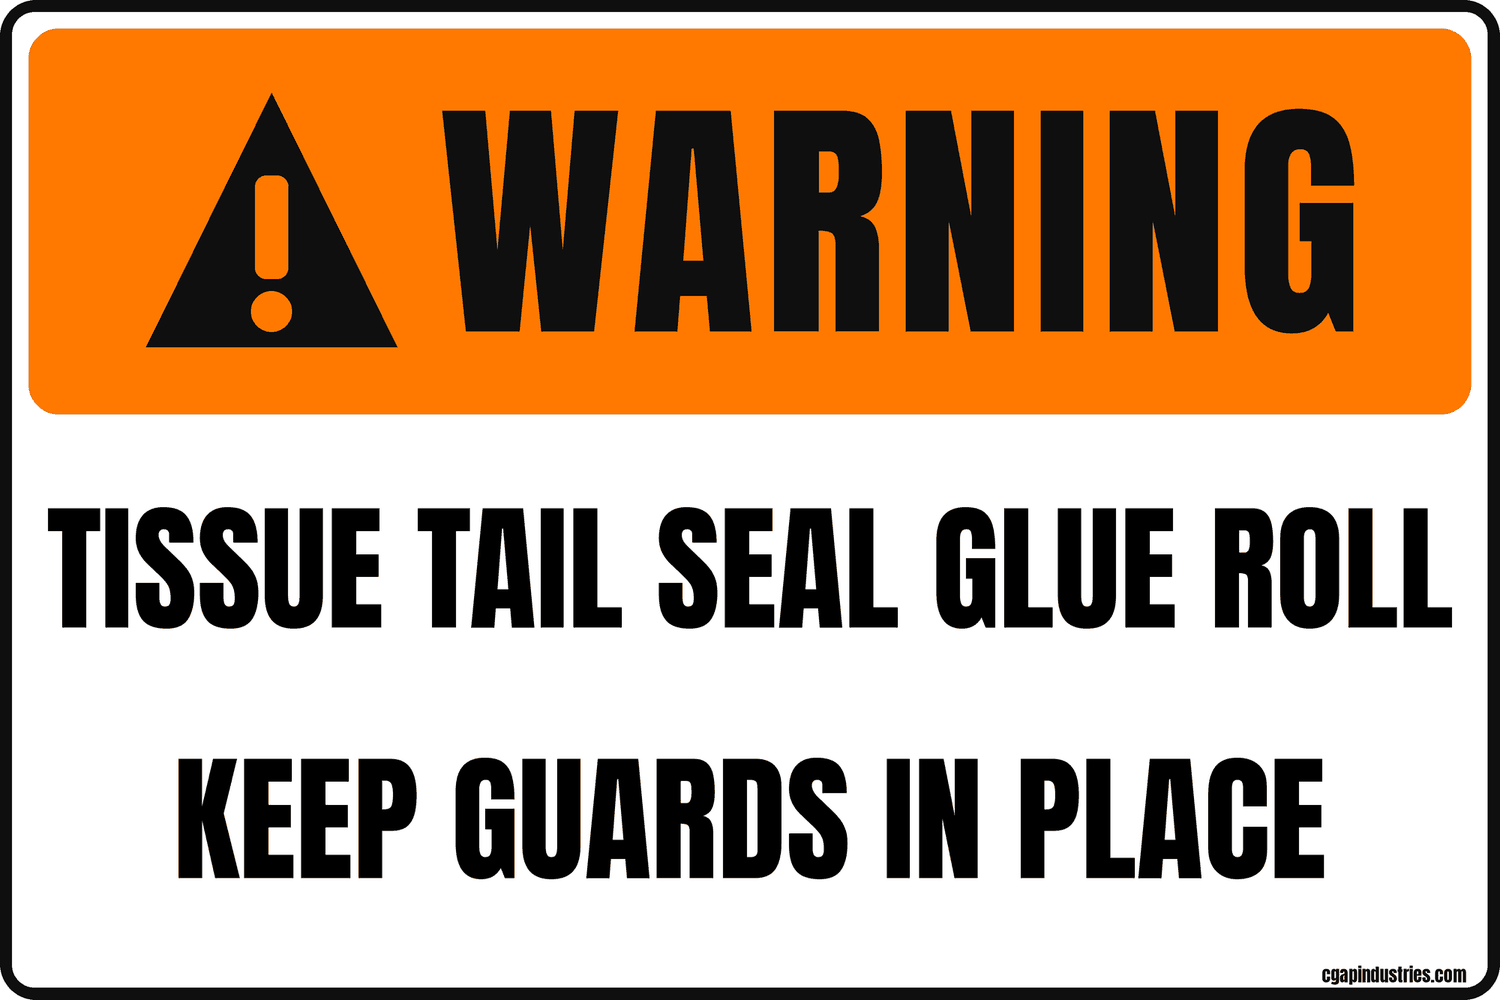 WARNING
TISSUE TAIL SEAL GLUE ROLL
KEEP GUARDS IN PLACE
cgapindustries.com